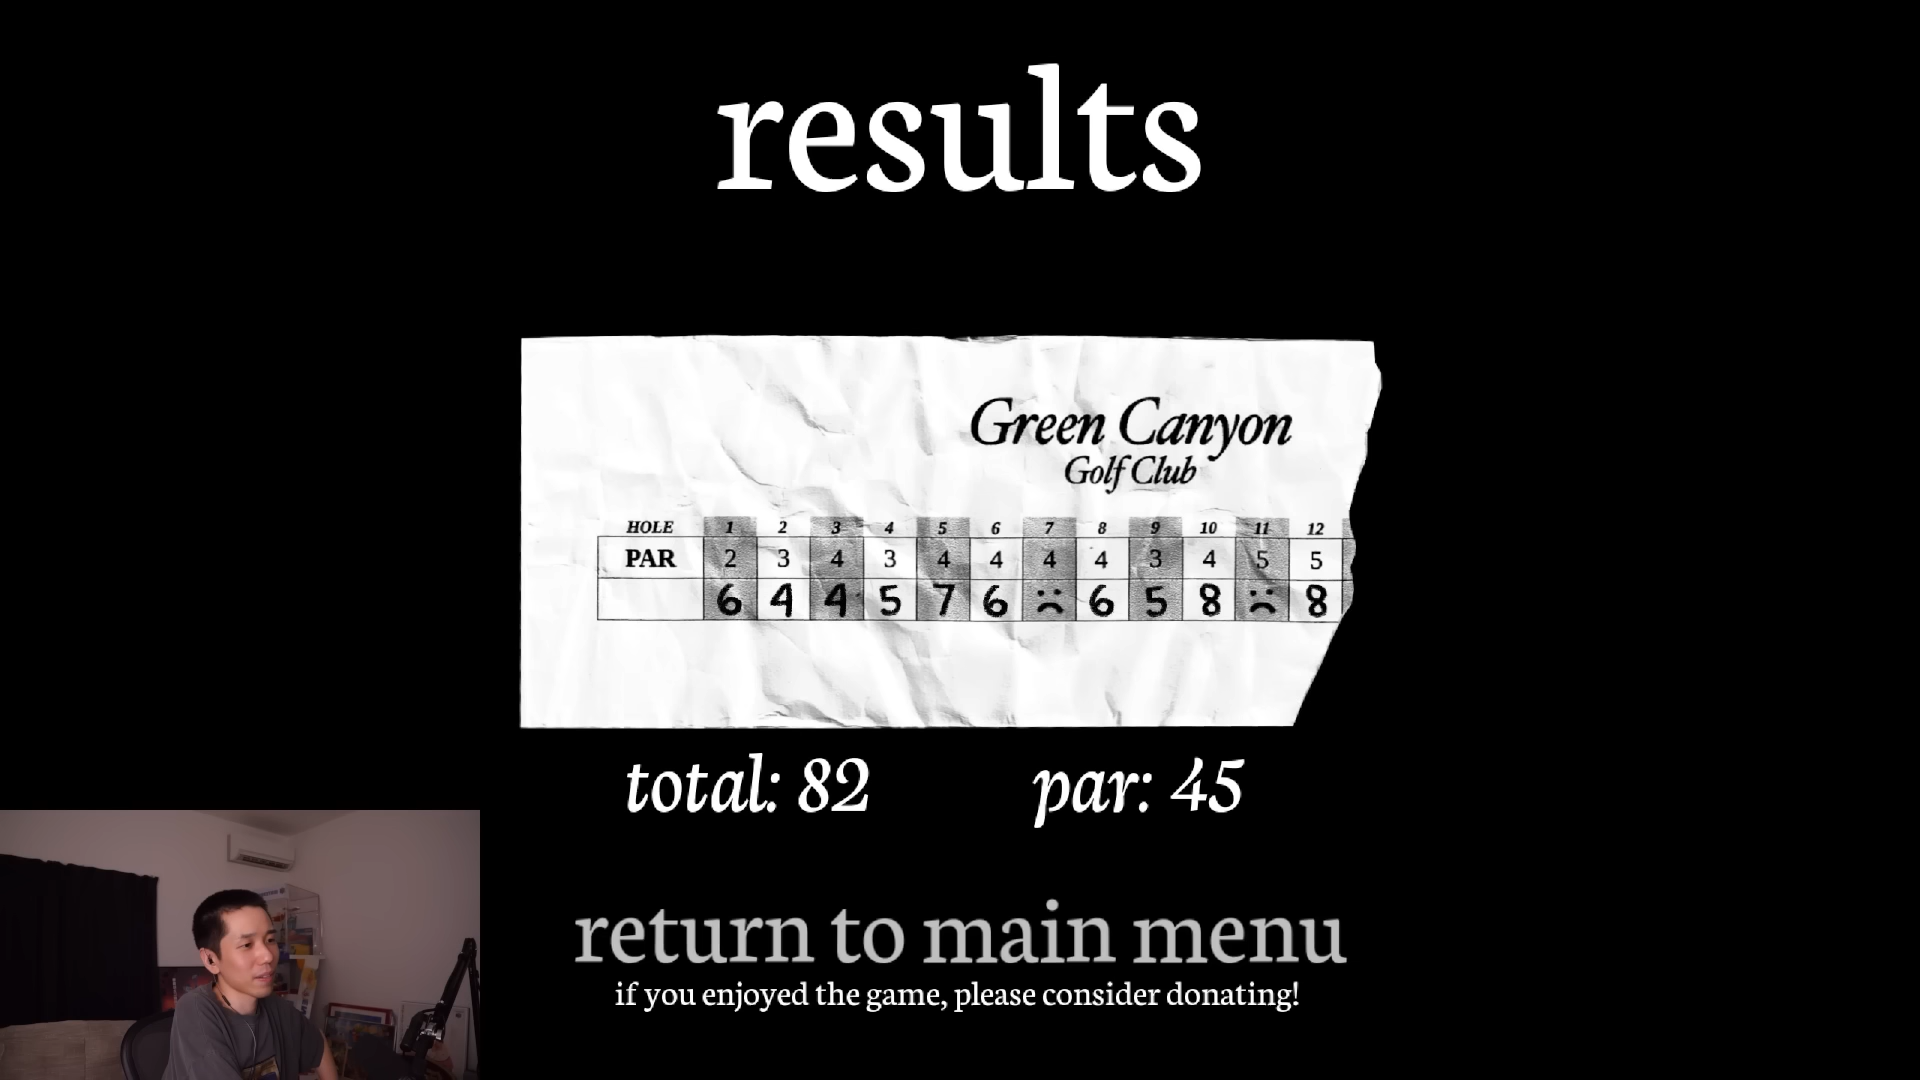 results
Green Canyon
Golf Club
HOLE 1 2 3 4 5 6 7 8 9 10 11 12
PAR 2 3 4 3 4 4 4 4 3 4 5 5
6 4 4 5 7 6 :( 6 5 8 :( 8
total: 82 par: 45
return to main menu
if you enjoyed the game, please consider donating!